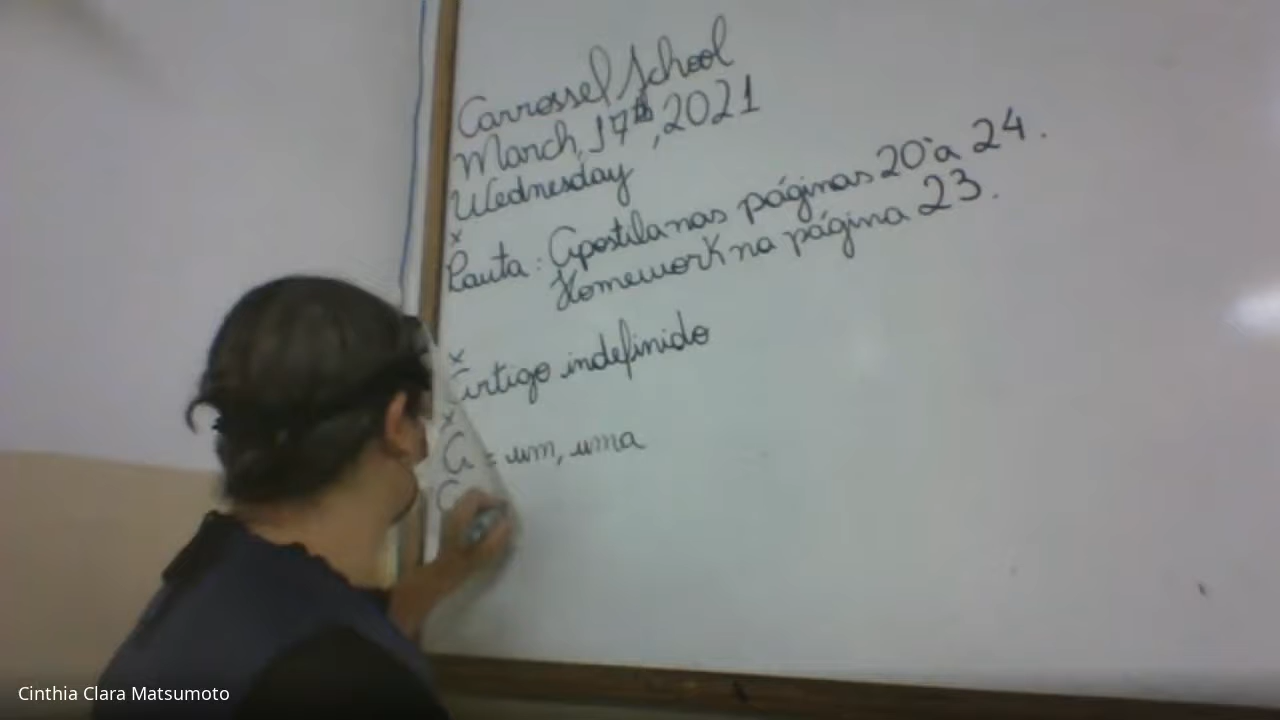 Carrossel School
March, 17th, 2021
Wednesday
x
Pauta: Apostila nas páginas 20 a 24.
Homework na página 23.
x
Artigo indefinido
x
A = um, uma
Cinthia Clara Matsumoto